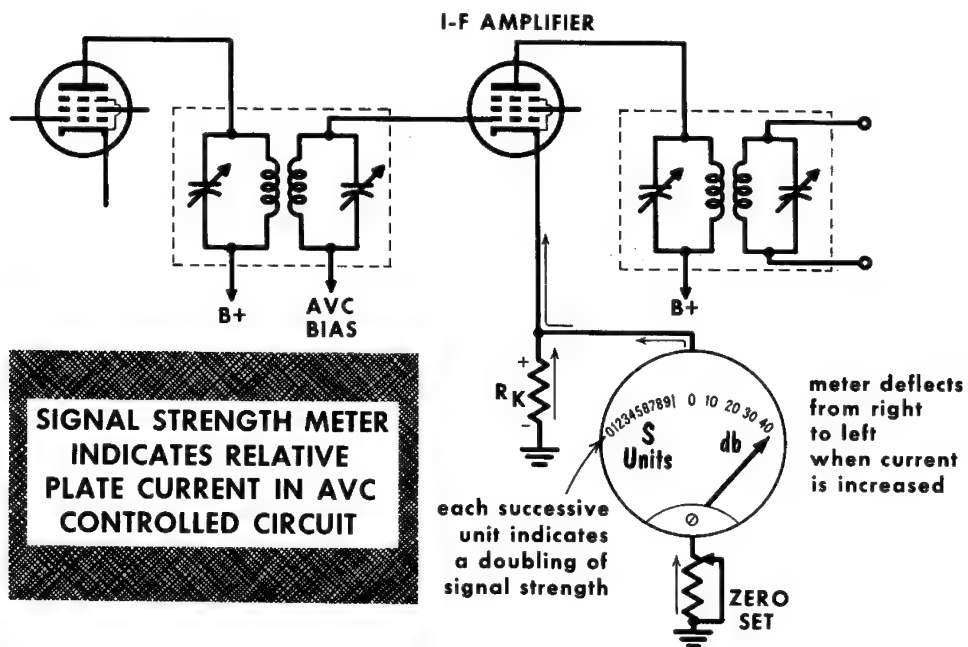 I-F AMPLIFIER
B+
AVC
BIAS
B+
SIGNAL STRENGTH METER
INDICATES RELATIVE
PLATE CURRENT IN AVC
CONTROLLED CIRCUIT
+
RK
-
0123456789 0 10 20 30 40
S
Units
db
meter deflects
from right
to left
when current
is increased
each successive
unit indicates
a doubling of
signal strength
ZERO
SET